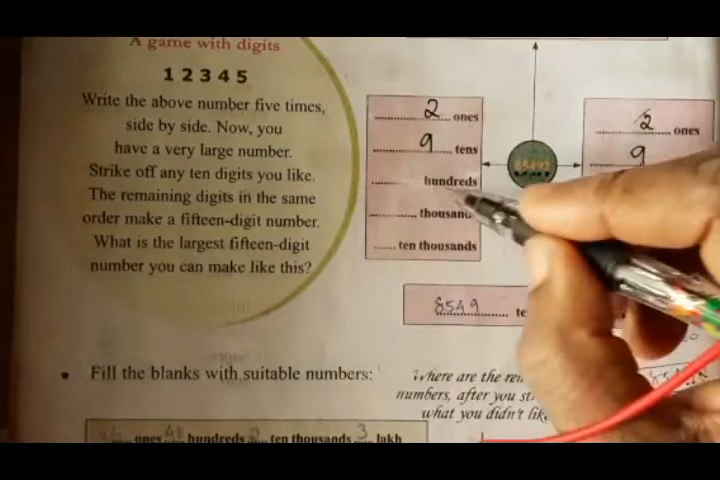 A game with digits
1 2 3 4 5
Write the above number five times,
side by side. Now, you
have a very large number.
Strike off any ten digits you like.
The remaining digits in the same
order make a fifteen-digit number.
What is the largest fifteen-digit
number you can make like this?
2 ones
9 tens
hundreds
thousand
ten thousands
2 ones
9
8549 te
• Fill the blanks with suitable numbers:
Where are the
numbers, after you
what you didn't
ones hundreds ten thousands 3 lakh